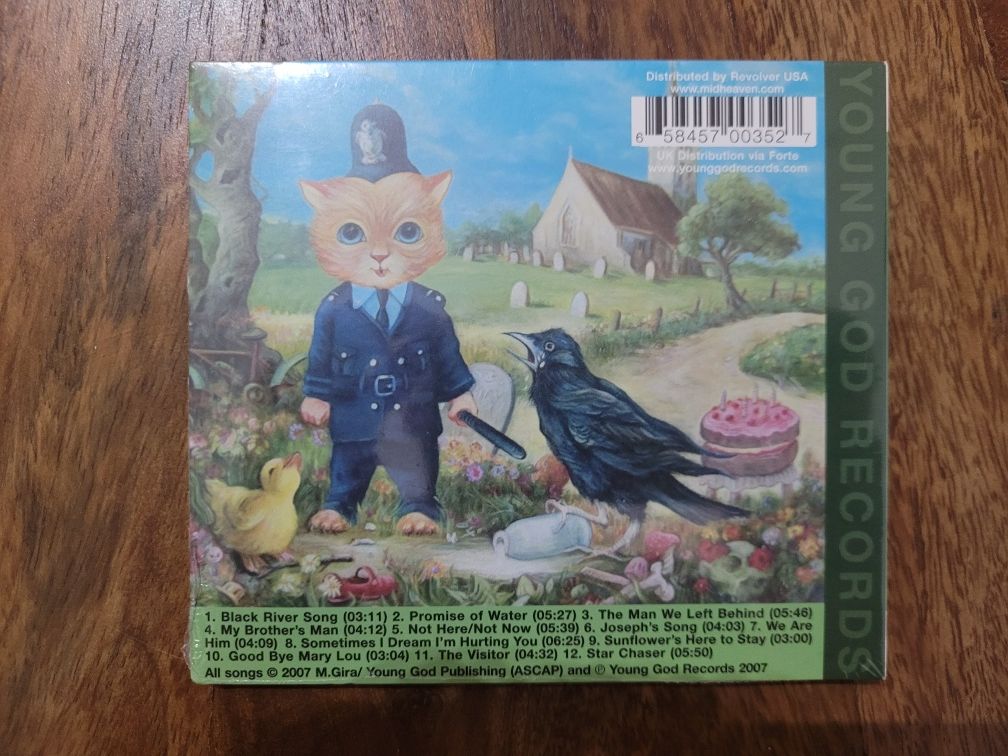 Distributed by Revolver USA
www.midheaven.com
6 58457 00352 7
UK Distribution via Forte
www.younggodrecords.com
YOUNG GOD RECORDS
1. Black River Song (03:11) 2. Promise of Water (05:27) 3. The Man We Left Behind (05:46)
4. My Brother's Man (04:12) 5. Not Here/Not Now (05:39) 6. Joseph's Song (04:03) 7. We Are
Him (04:09) 8. Sometimes I Dream I'm Hurting You (06:25) 9. Sunflower's Here to Stay (03:00)
10. Good Bye Mary Lou (03:04) 11. The Visitor (04:32) 12. Star Chaser (05:50)
All songs © 2007 M.Gira/ Young God Publishing (ASCAP) and ℗ Young God Records 2007